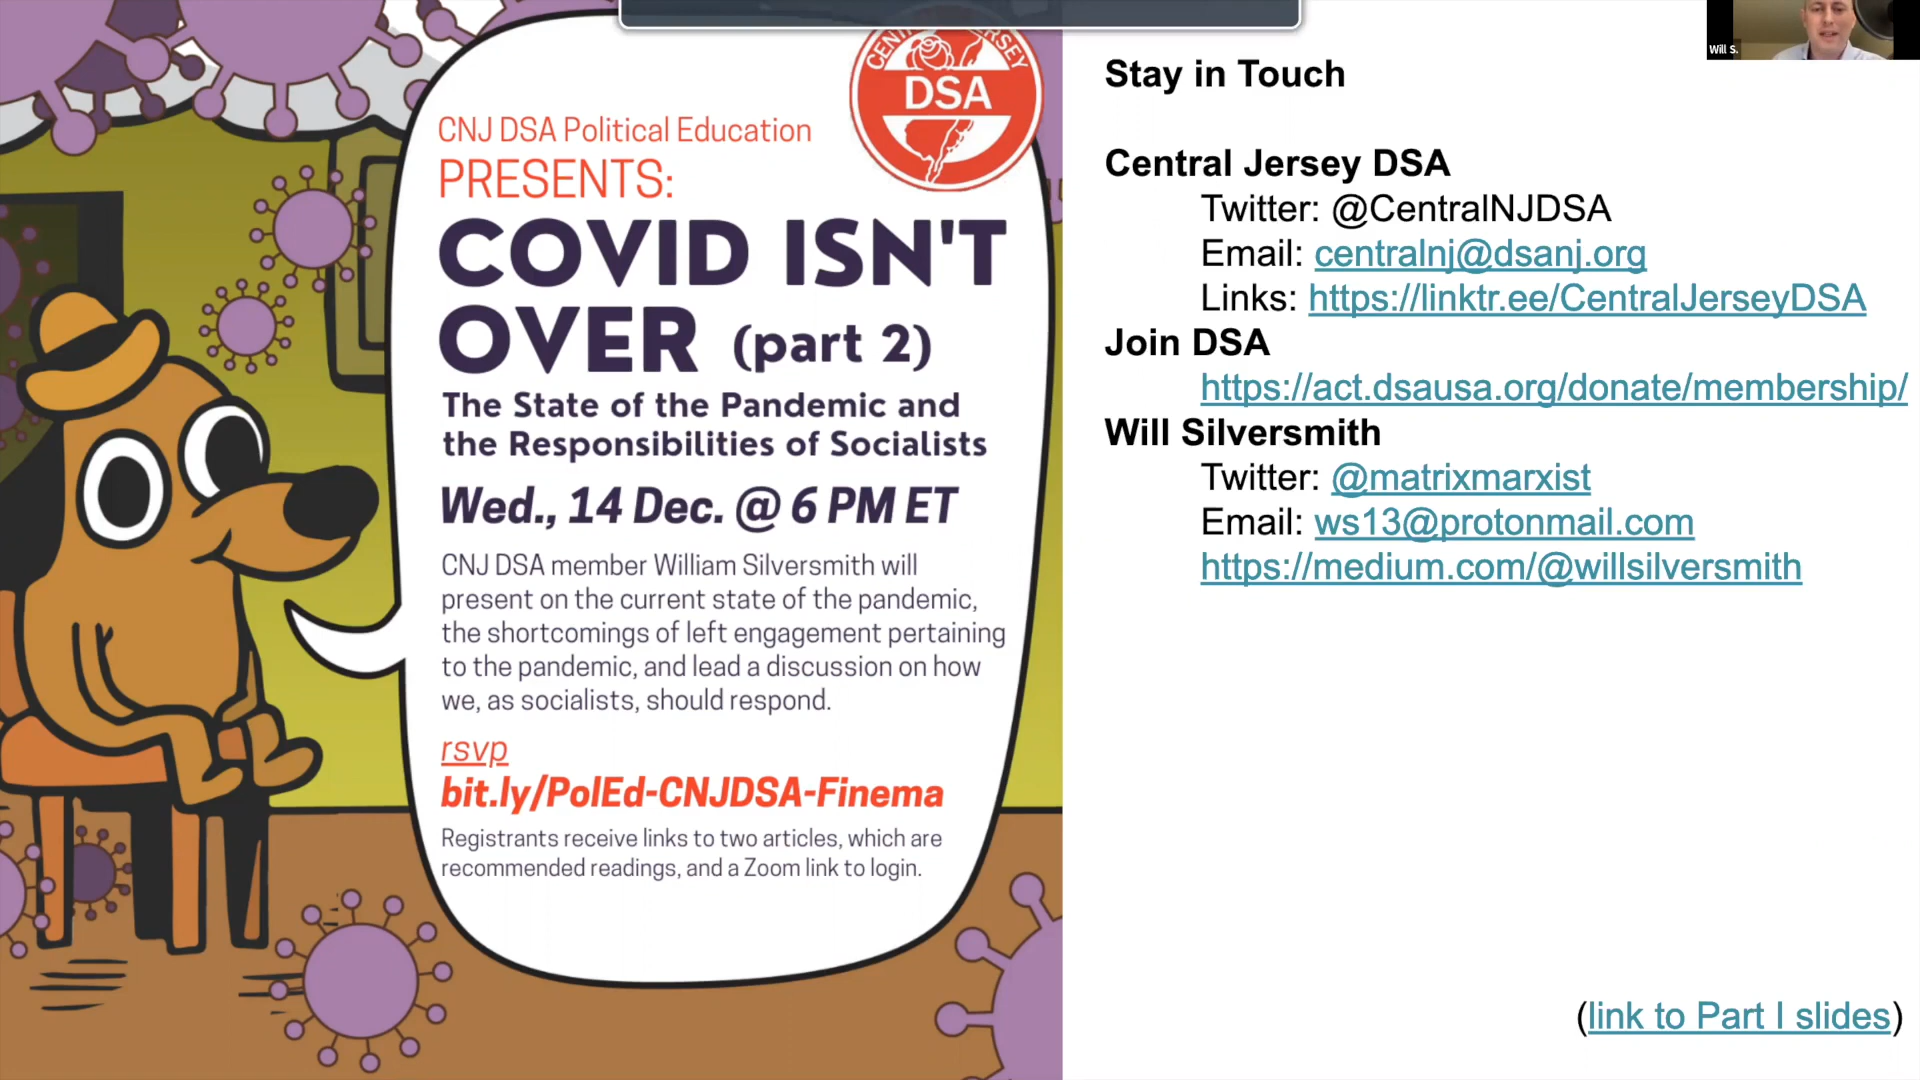 CENTRAL JERSEY
DSA
CNJ DSA Political Education
PRESENTS:
COVID ISN'T
OVER (part 2)
The State of the Pandemic and
the Responsibilities of Socialists
Wed., 14 Dec. @ 6 PM ET
CNJ DSA member William Silversmith will
present on the current state of the pandemic,
the shortcomings of left engagement pertaining
to the pandemic, and lead a discussion on how
we, as socialists, should respond.
rsvp
bit.ly/PolEd-CNJDSA-Finema
Registrants receive links to two articles, which are
recommended readings, and a Zoom link to login.
Stay in Touch
Central Jersey DSA
Twitter: @CentralNJDSA
Email: centralnj@dsanj.org
Links: https://linktr.ee/CentralJerseyDSA
Join DSA
https://act.dsausa.org/donate/membership/
Will Silversmith
Twitter: @matrixmarxist
Email: ws13@protonmail.com
https://medium.com/@willsilversmith
(link to Part I slides)
Will S.